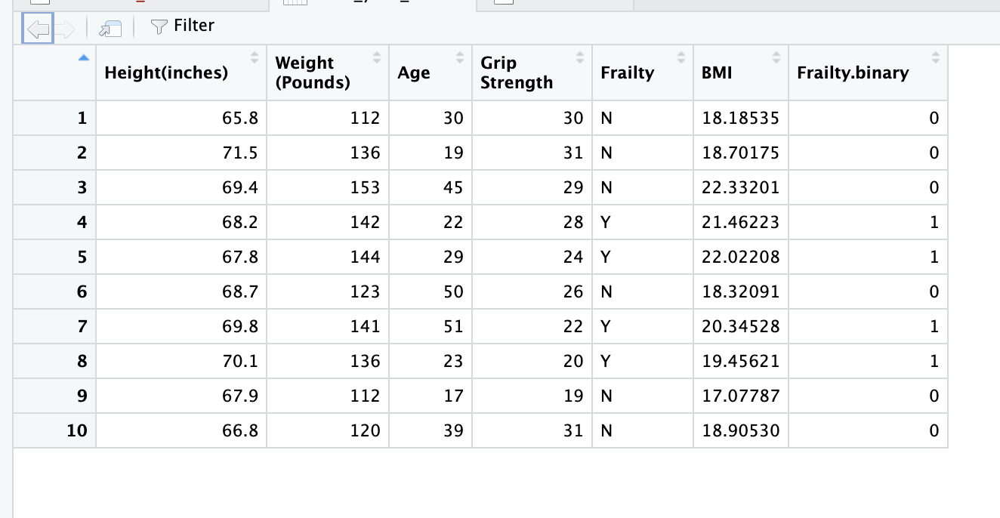 Filter
Height(inches) Weight (Pounds) Age Grip Strength Frailty BMI Frailty.binary
1 65.8 112 30 30 N 18.18535 0
2 71.5 136 19 31 N 18.70175 0
3 69.4 153 45 29 N 22.33201 0
4 68.2 142 22 28 Y 21.46223 1
5 67.8 144 29 24 Y 22.02208 1
6 68.7 123 50 26 N 18.32091 0
7 69.8 141 51 22 Y 20.34528 1
8 70.1 136 23 20 Y 19.45621 1
9 67.9 112 17 19 N 17.07787 0
10 66.8 120 39 31 N 18.90530 0